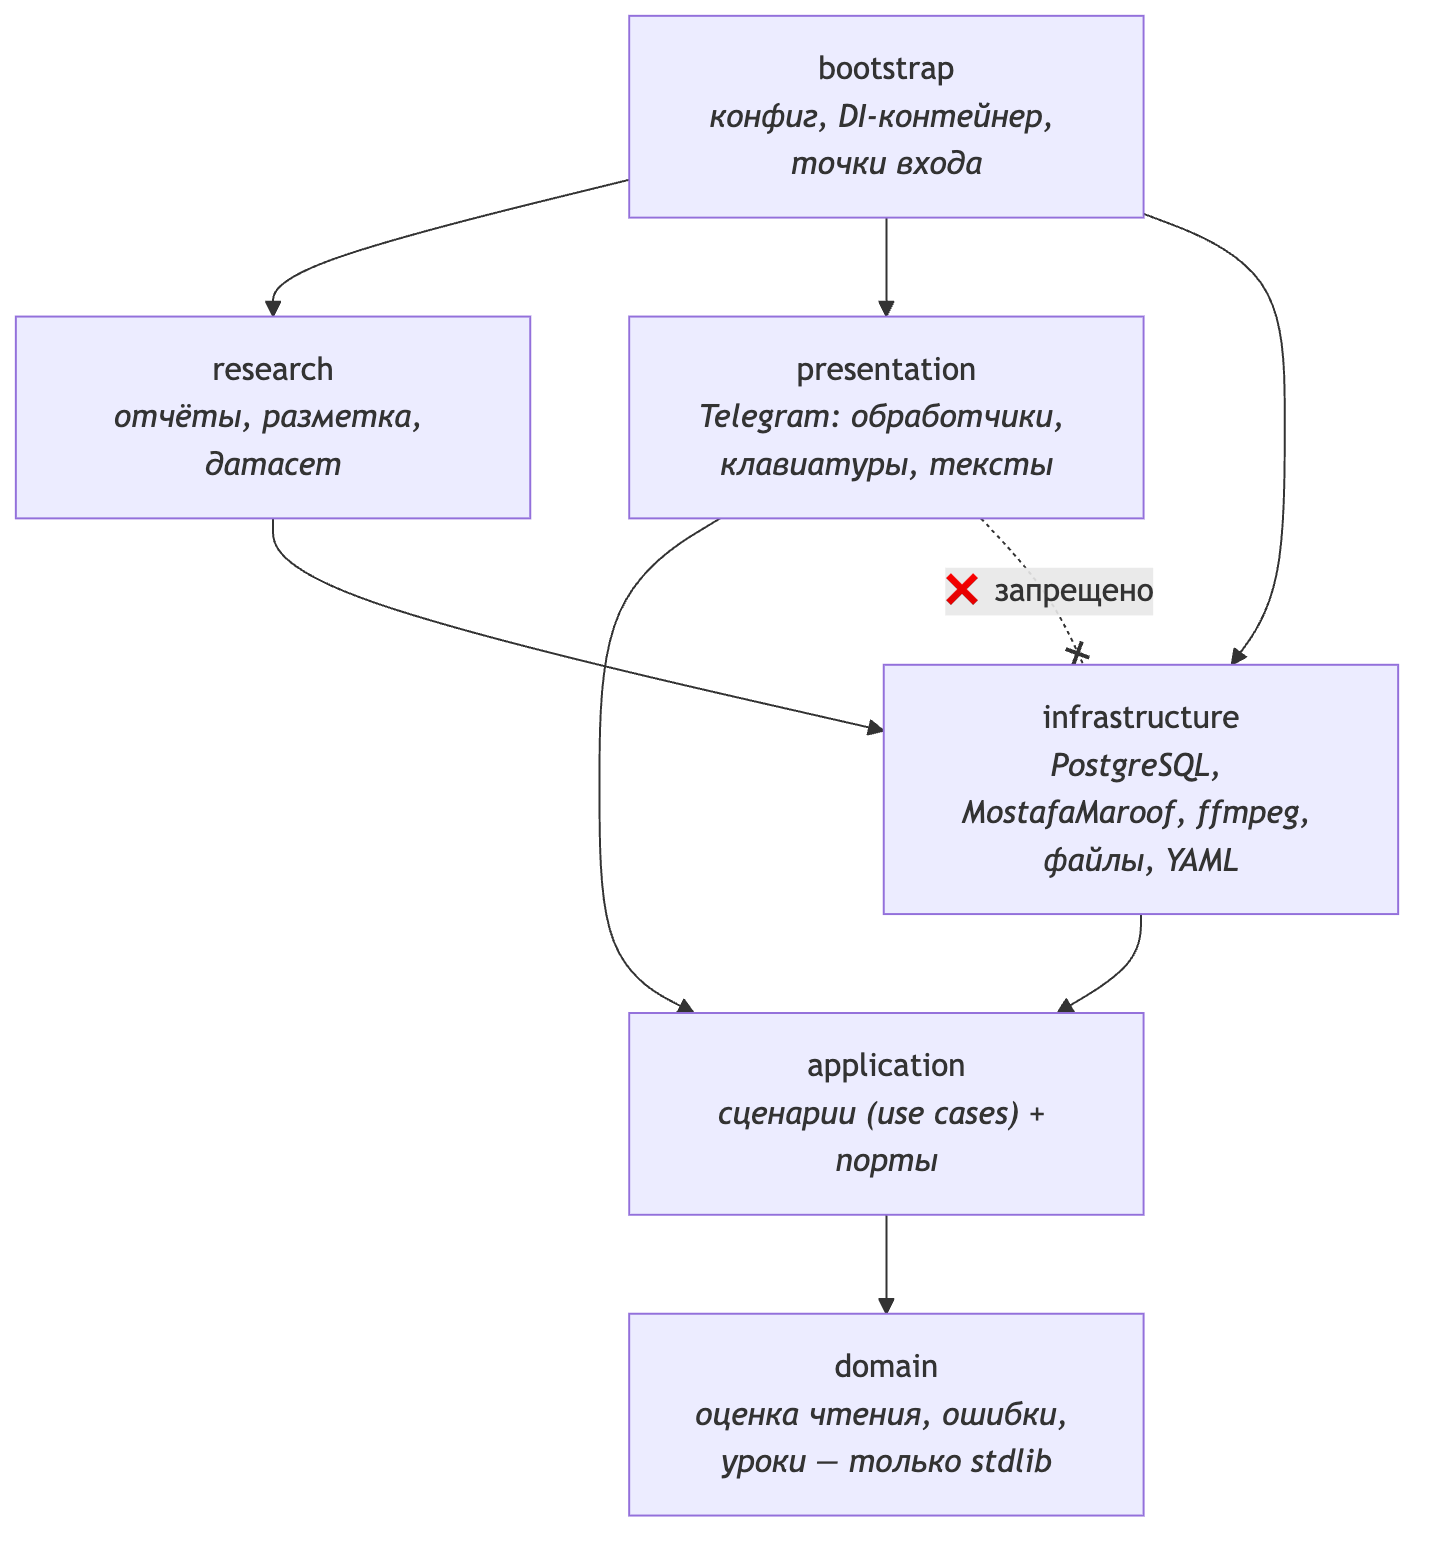 bootstrap
конфиг, DI-контейнер,
точки входа
research
отчёты, разметка,
датасет
presentation
Telegram: обработчики,
клавиатуры, тексты
❌ запрещено
infrastructure
PostgreSQL,
MostafaMaroof, ffmpeg,
файлы, YAML
application
сценарии (use cases) +
порты
domain
оценка чтения, ошибки,
уроки — только stdlib